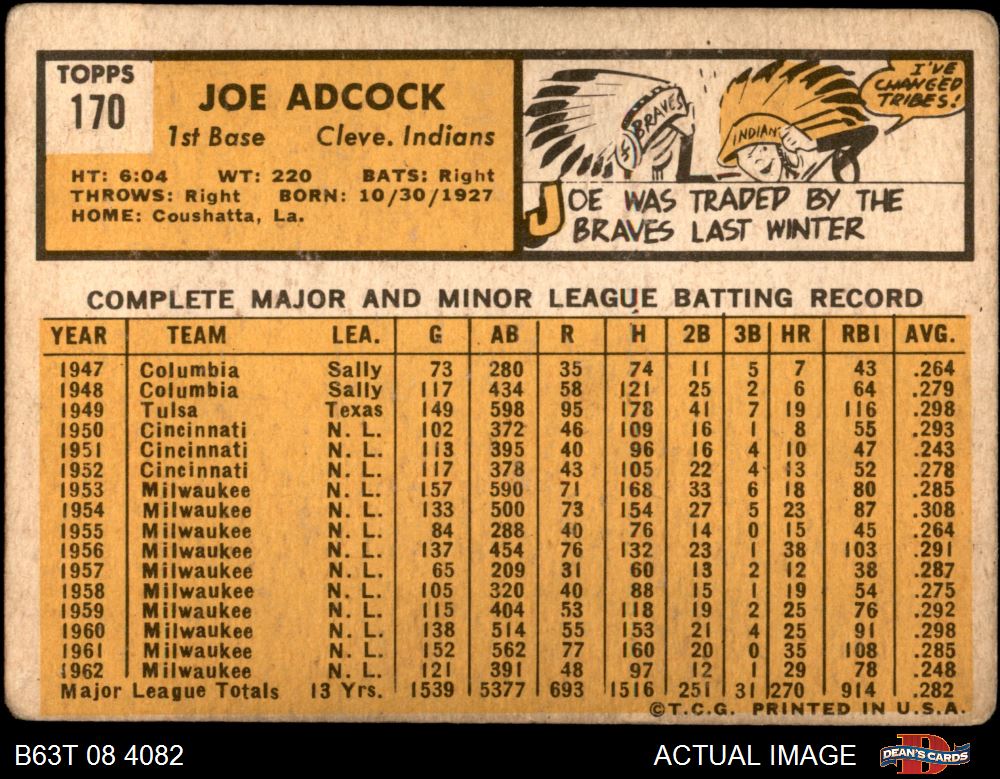 TOPPS
170
JOE ADCOCK
1st Base Cleve. Indians
HT: 6:04 WT: 220 BATS: Right
THROWS: Right BORN: 10/30/1927
HOME: Coushatta, La.
BRAVES
INDIANS
I'VE
CHANGED
TRIBES!
JOE WAS TRADED BY THE
BRAVES LAST WINTER
COMPLETE MAJOR AND MINOR LEAGUE BATTING RECORD
YEAR TEAM LEA. G AB R H 2B 3B HR RBI AVG.
1947 Columbia Sally 73 280 35 74 11 5 7 43 .264
1948 Columbia Sally 117 434 58 121 25 2 6 64 .279
1949 Tulsa Texas 149 598 95 178 41 7 19 116 .298
1950 Cincinnati N. L. 102 372 46 109 16 1 8 55 .293
1951 Cincinnati N. L. 113 395 40 96 16 4 10 47 .243
1952 Cincinnati N. L. 117 378 43 105 22 4 13 52 .278
1953 Milwaukee N. L. 157 590 71 168 33 6 18 80 .285
1954 Milwaukee N. L. 133 500 73 154 27 5 23 87 .308
1955 Milwaukee N. L. 84 288 40 76 14 0 15 45 .264
1956 Milwaukee N. L. 137 454 76 132 23 1 38 103 .291
1957 Milwaukee N. L. 65 209 31 60 13 2 12 38 .287
1958 Milwaukee N. L. 105 320 40 88 15 1 19 54 .275
1959 Milwaukee N. L. 115 404 53 118 19 2 25 76 .292
1960 Milwaukee N. L. 138 514 55 153 21 4 25 91 .298
1961 Milwaukee N. L. 152 562 77 160 20 0 35 108 .285
1962 Milwaukee N. L. 121 391 48 97 12 1 29 78 .248
Major League Totals 13 Yrs. 1539 5377 693 1516 251 31 270 914 .282
©T.C.G. PRINTED IN U.S.A.
B63T 08 4082 ACTUAL IMAGE DEAN'S CARDS